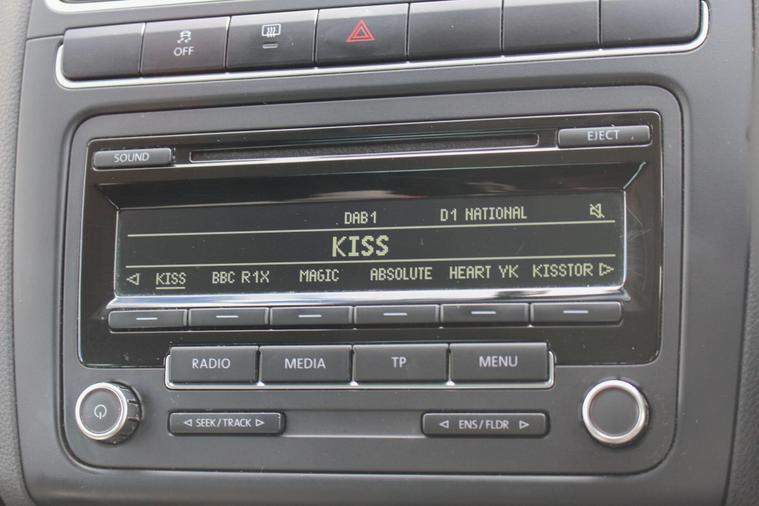 OFF
SOUND
EJECT
DAB1 D1 NATIONAL
KISS
KISS BBC R1X MAGIC ABSOLUTE HEART YK KISSTOR
RADIO MEDIA TP MENU
SEEK/TRACK ENS/FLDR